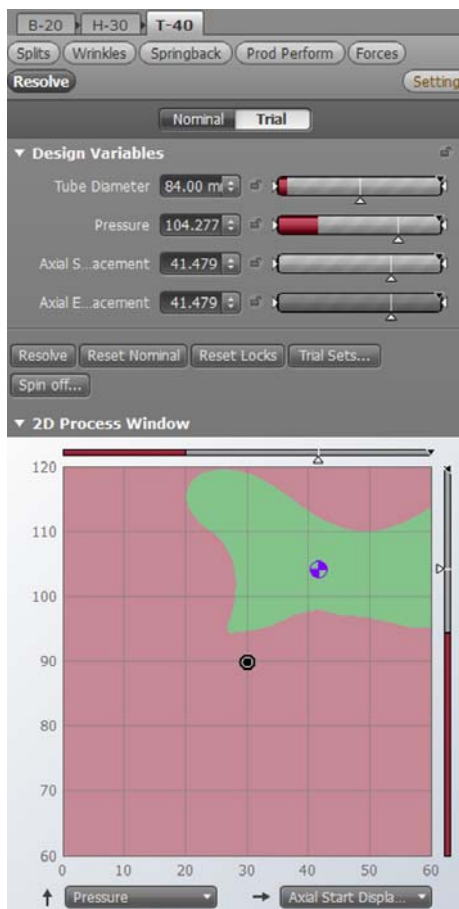 B-20 H-30 T-40
Splits Wrinkles Springback Prod Perform Forces
Resolve Setting
Nominal Trial
Design Variables
Tube Diameter 84.00 m
Pressure 104.277
Axial S...acement 41.479
Axial E...acement 41.479
Resolve Reset Nominal Reset Locks Trial Sets...
Spin off...
2D Process Window
120
110
100
90
80
70
60
0 10 20 30 40 50 60
Pressure Axial Start Displa...